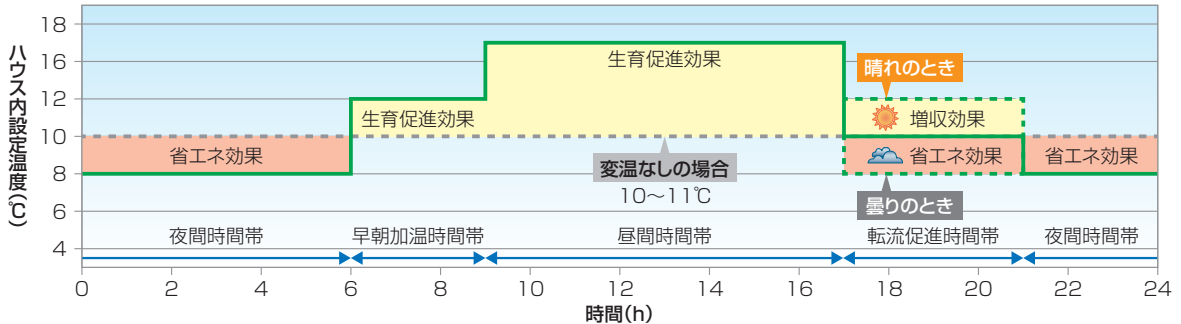 ハウス内設定温度(℃)
18
16
12
10
8
6
4
生育促進効果
晴れのとき
生育促進効果
増収効果
省エネ効果
変温なしの場合
10〜11℃
省エネ効果
省エネ効果
曇りのとき
夜間時間帯
早朝加温時間帯
昼間時間帯
転流促進時間帯
夜間時間帯
0 2 4 6 8 10 12 14 16 18 20 22 24
時間(h)